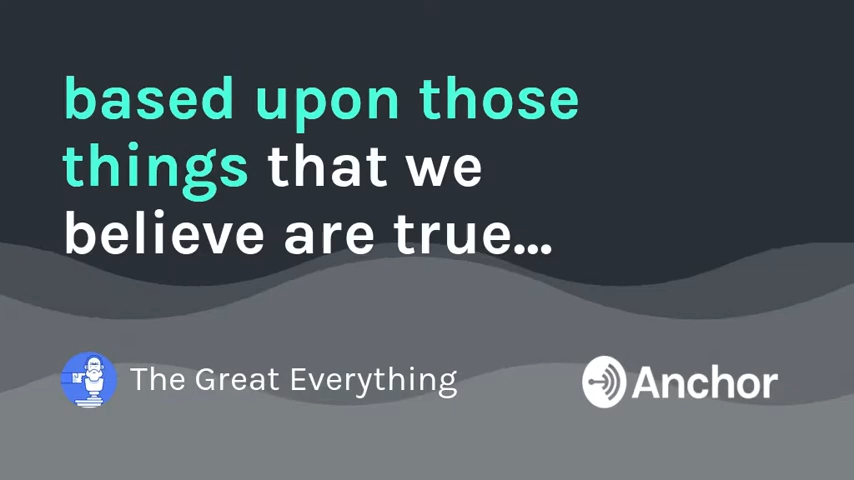 based upon those
things that we
believe are true...
The Great Everything
Anchor